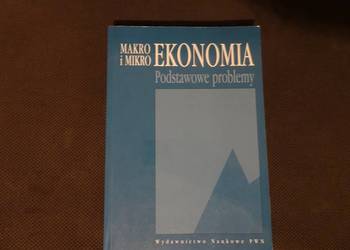 MAKRO
i MIKRO EKONOMIA
Podstawowe problemy
Wydawnictwo Naukowe PWN